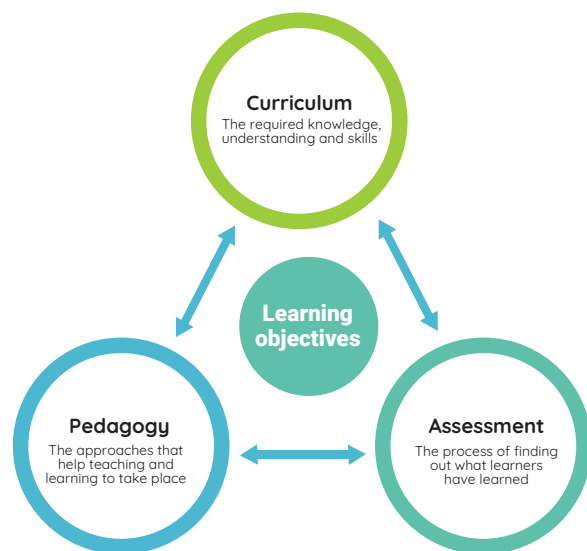 Curriculum
The required knowledge,
understanding and skills
Learning
objectives
Pedagogy
The approaches that
help teaching and
learning to take place
Assessment
The process of finding
out what learners
have learned